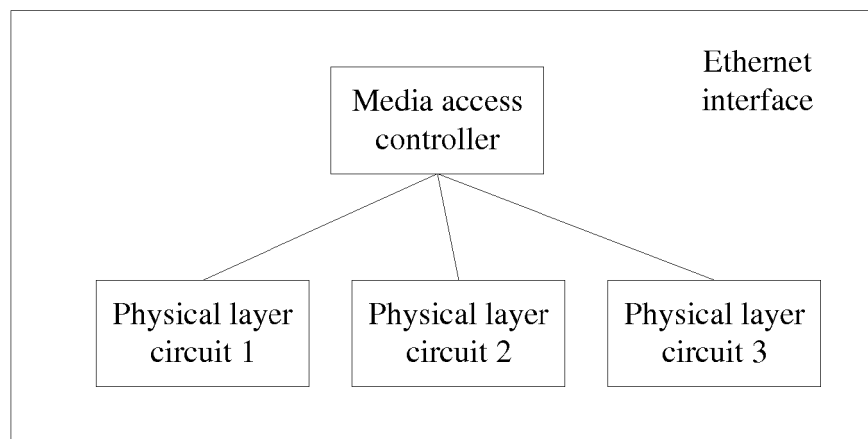 Ethernet
interface
Media access
controller
Physical layer
circuit 1
Physical layer
circuit 2
Physical layer
circuit 3